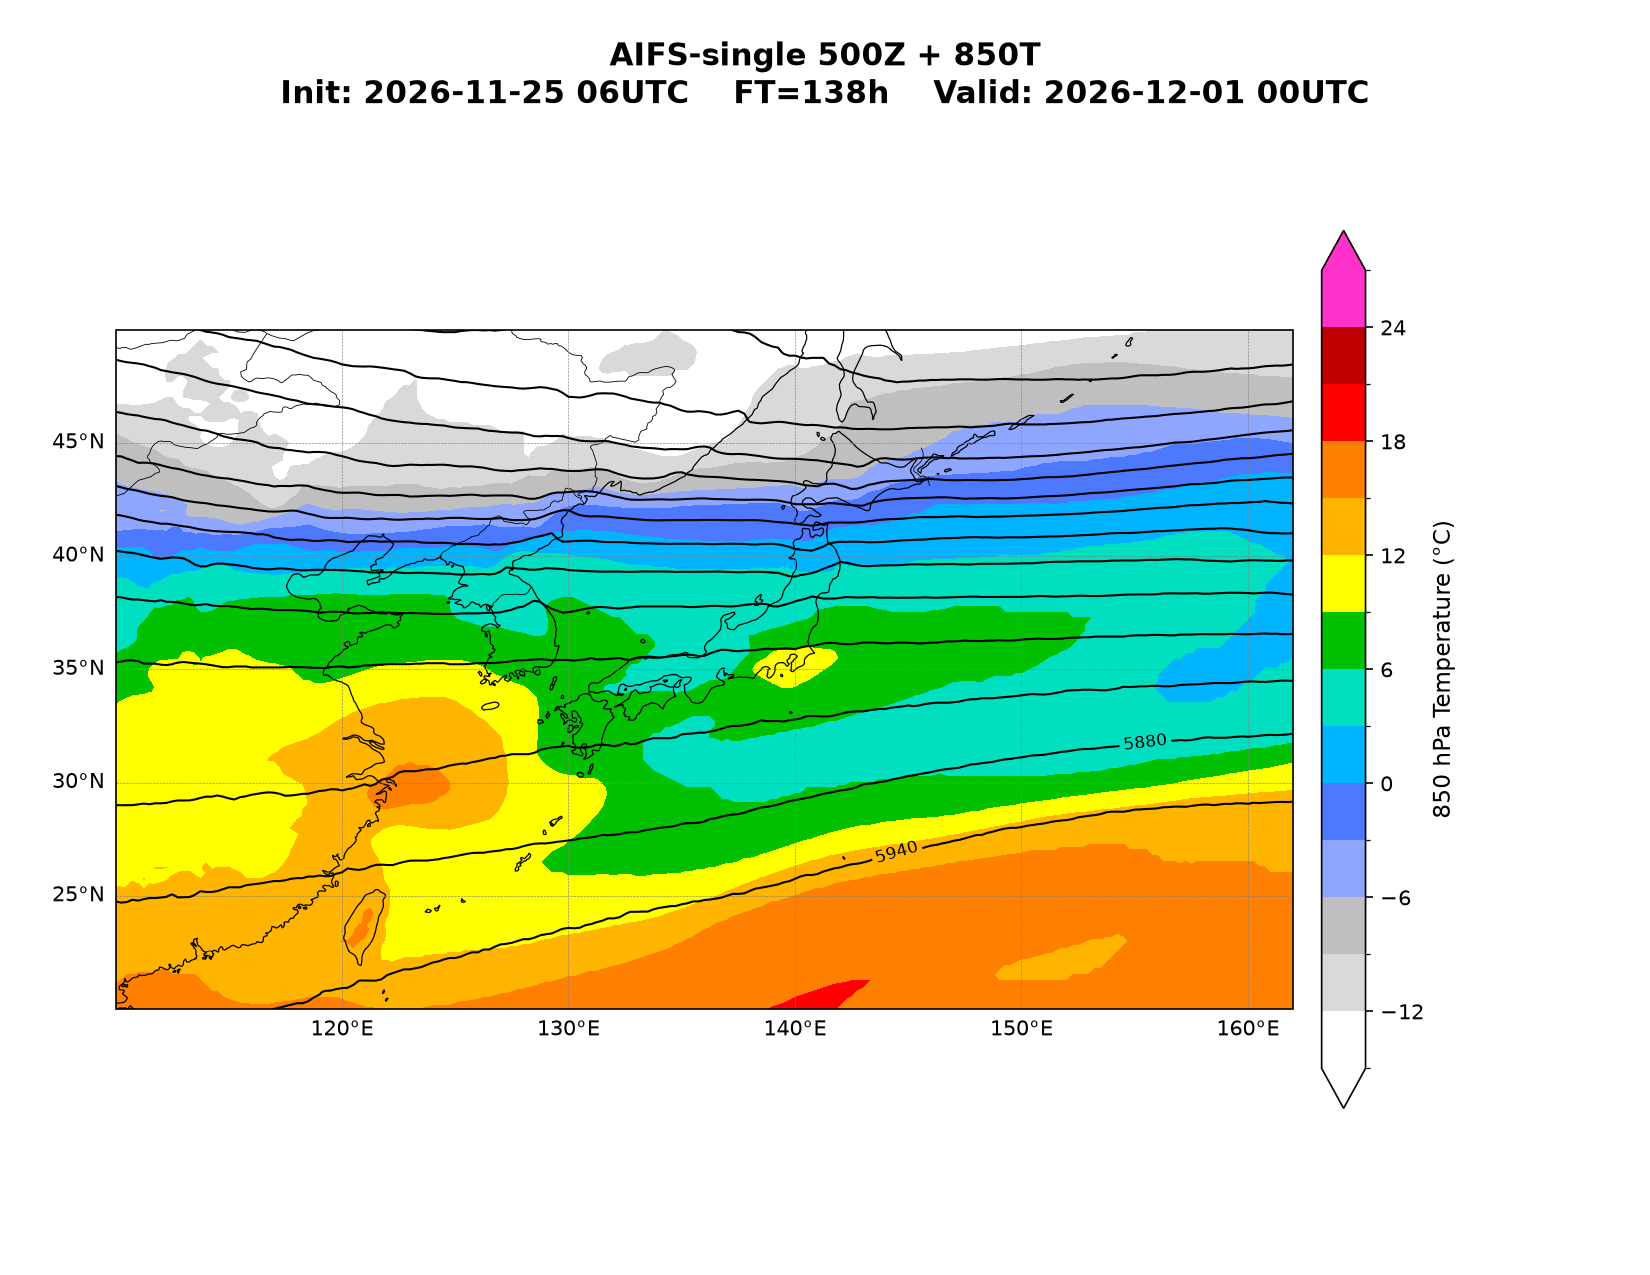 AIFS-single 500Z + 850T
Init: 2026-11-25 06UTC    FT=138h    Valid: 2026-12-01 00UTC
45°N
40°N
35°N
30°N
25°N
120°E
130°E
140°E
150°E
160°E
5880
5940
24
18
12
6
0
−6
−12
850 hPa Temperature (°C)